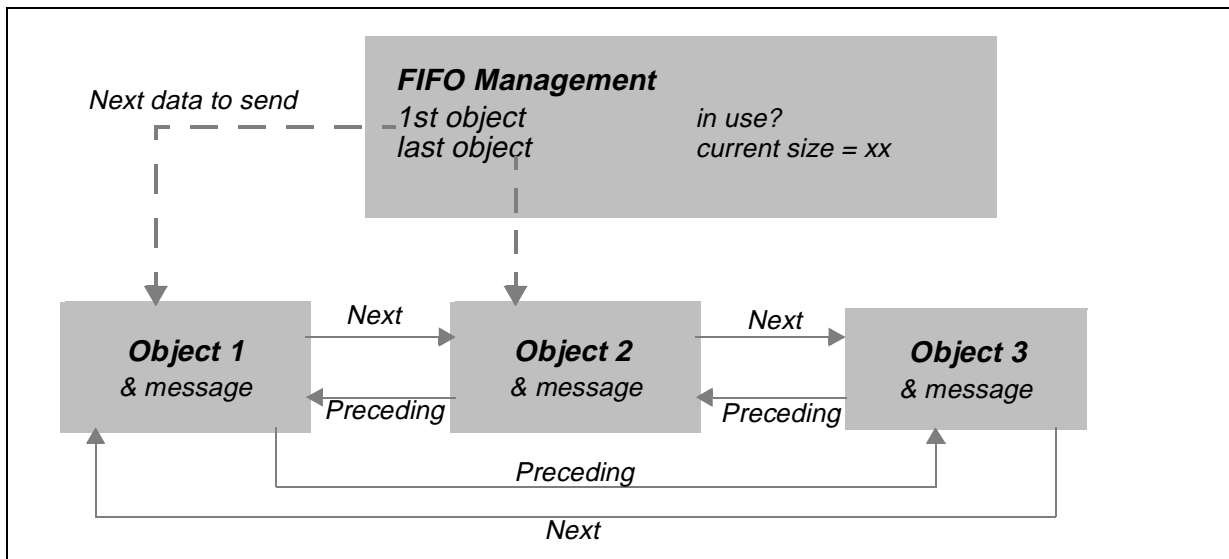 FIFO Management
Next data to send
1st object
in use?
last object
current size = xx
Next
Next
Object 1
& message
Object 2
& message
Object 3
& message
Preceding
Preceding
Preceding
Next